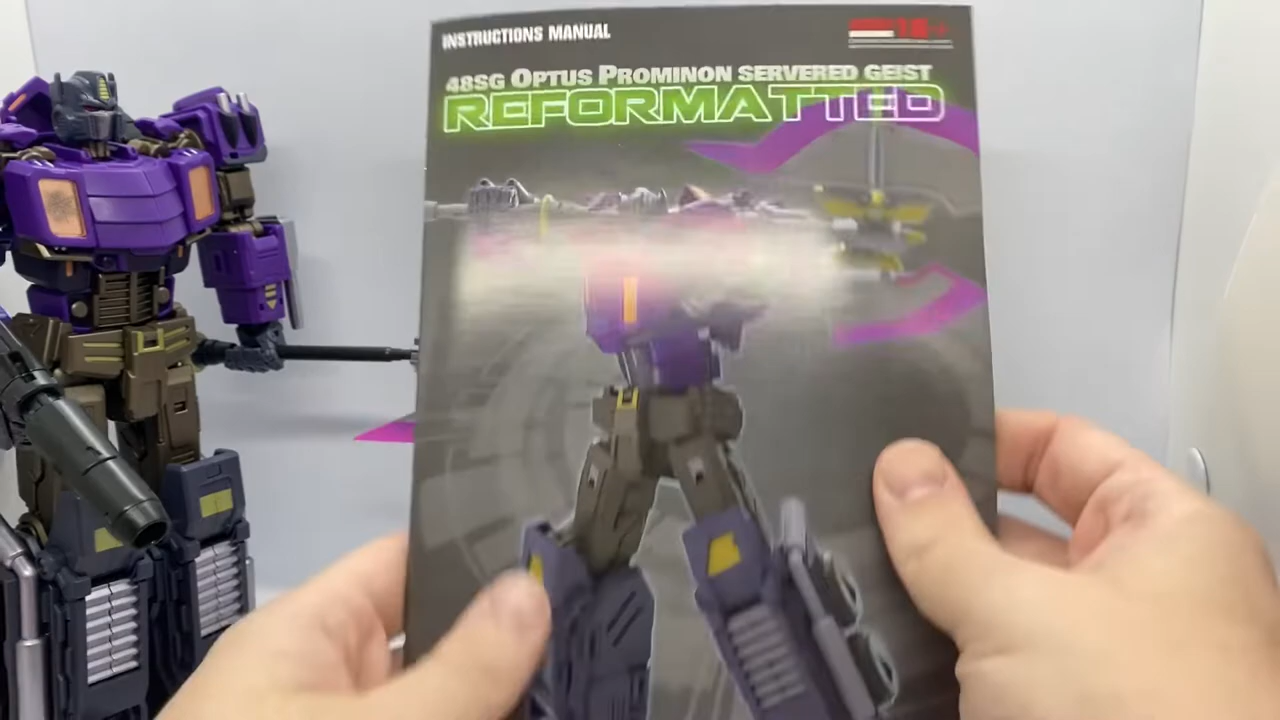 INSTRUCTIONS MANUAL
48SG OPTUS PROMINON SERVERED GEIST
REFORMATTED